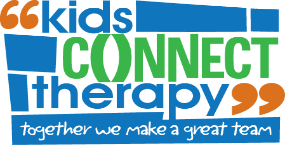 “kids
CONNECT
therapy”
together we make a great team